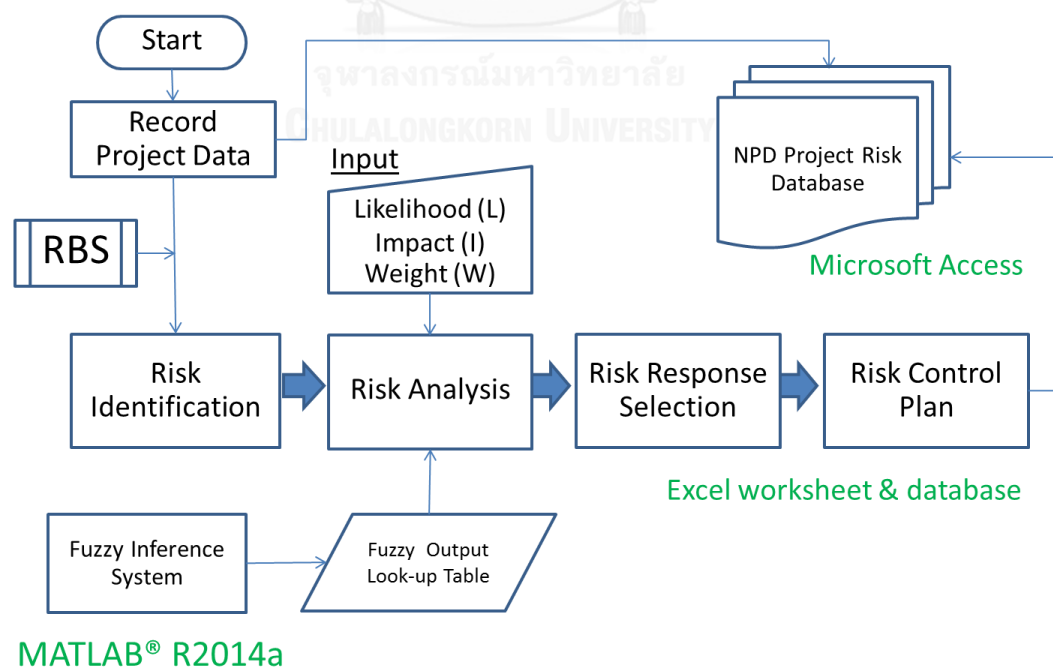 Start
จุฬาลงกรณ์มหาวิทยาลัย
CHULALONGKORN UNIVERSITY
Record
Project Data
Input
Likelihood (L)
Impact (I)
Weight (W)
NPD Project Risk
Database
Microsoft Access
RBS
Risk
Identification
Risk Analysis
Risk Response
Selection
Risk Control
Plan
Excel worksheet & database
Fuzzy Inference
System
Fuzzy Output
Look-up Table
MATLAB® R2014a